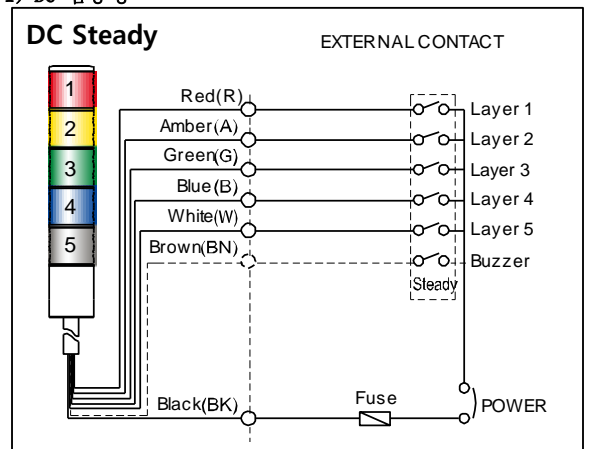 DC Steady
EXTERNAL CONTACT
1
2
3
4
5
Red(R)
Amber(A)
Green(G)
Blue(B)
White(W)
Brown(BN)
Layer 1
Layer 2
Layer 3
Layer 4
Layer 5
Buzzer
Steady
Black(BK)
Fuse
POWER